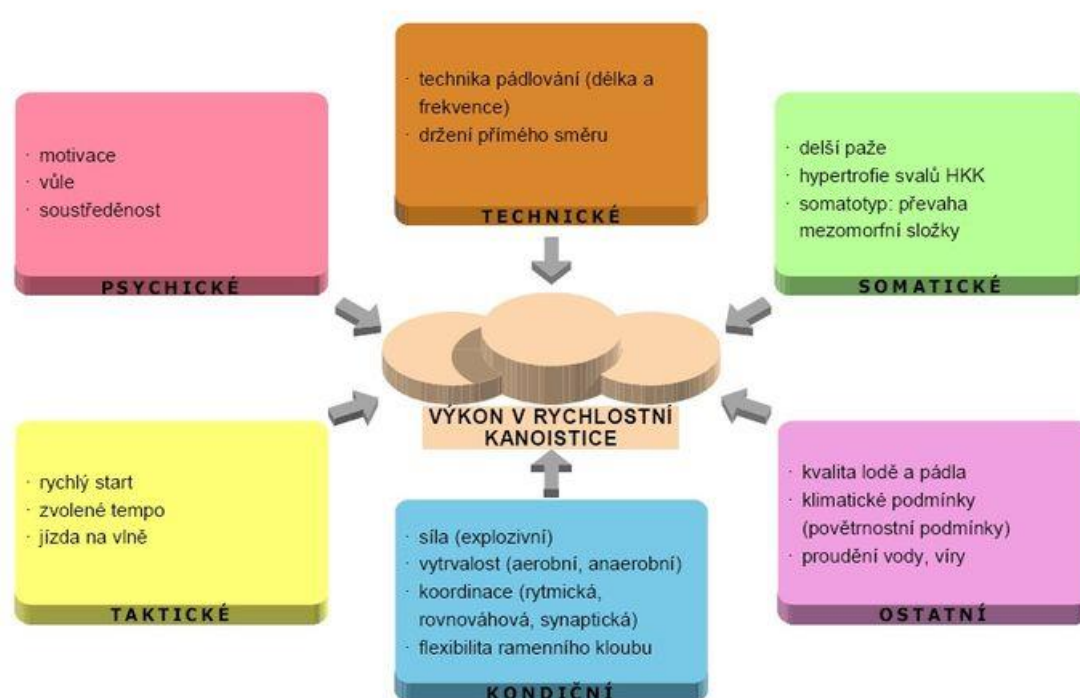 · motivace
· vůle
· soustředěnost
PSYCHICKÉ
· technika pádlování (délka a
frekvence)
· držení přímého směru
TECHNICKÉ
· delší paže
· hypertrofie svalů HKK
· somatotyp: převaha
mezomorfní složky
SOMATICKÉ
VÝKON V RYCHLOSTNÍ
KANOISTICE
· rychlý start
· zvolené tempo
· jízda na vlně
TAKTICKÉ
· síla (explozivní)
· vytrvalost (aerobní, anaerobní)
· koordinace (rytmická,
rovnováhová, synaptická)
· flexibilita ramenního kloubu
KONDIČNÍ
· kvalita lodě a pádla
· klimatické podmínky
(povětrnostní podmínky)
· proudění vody, víry
OSTATNÍ